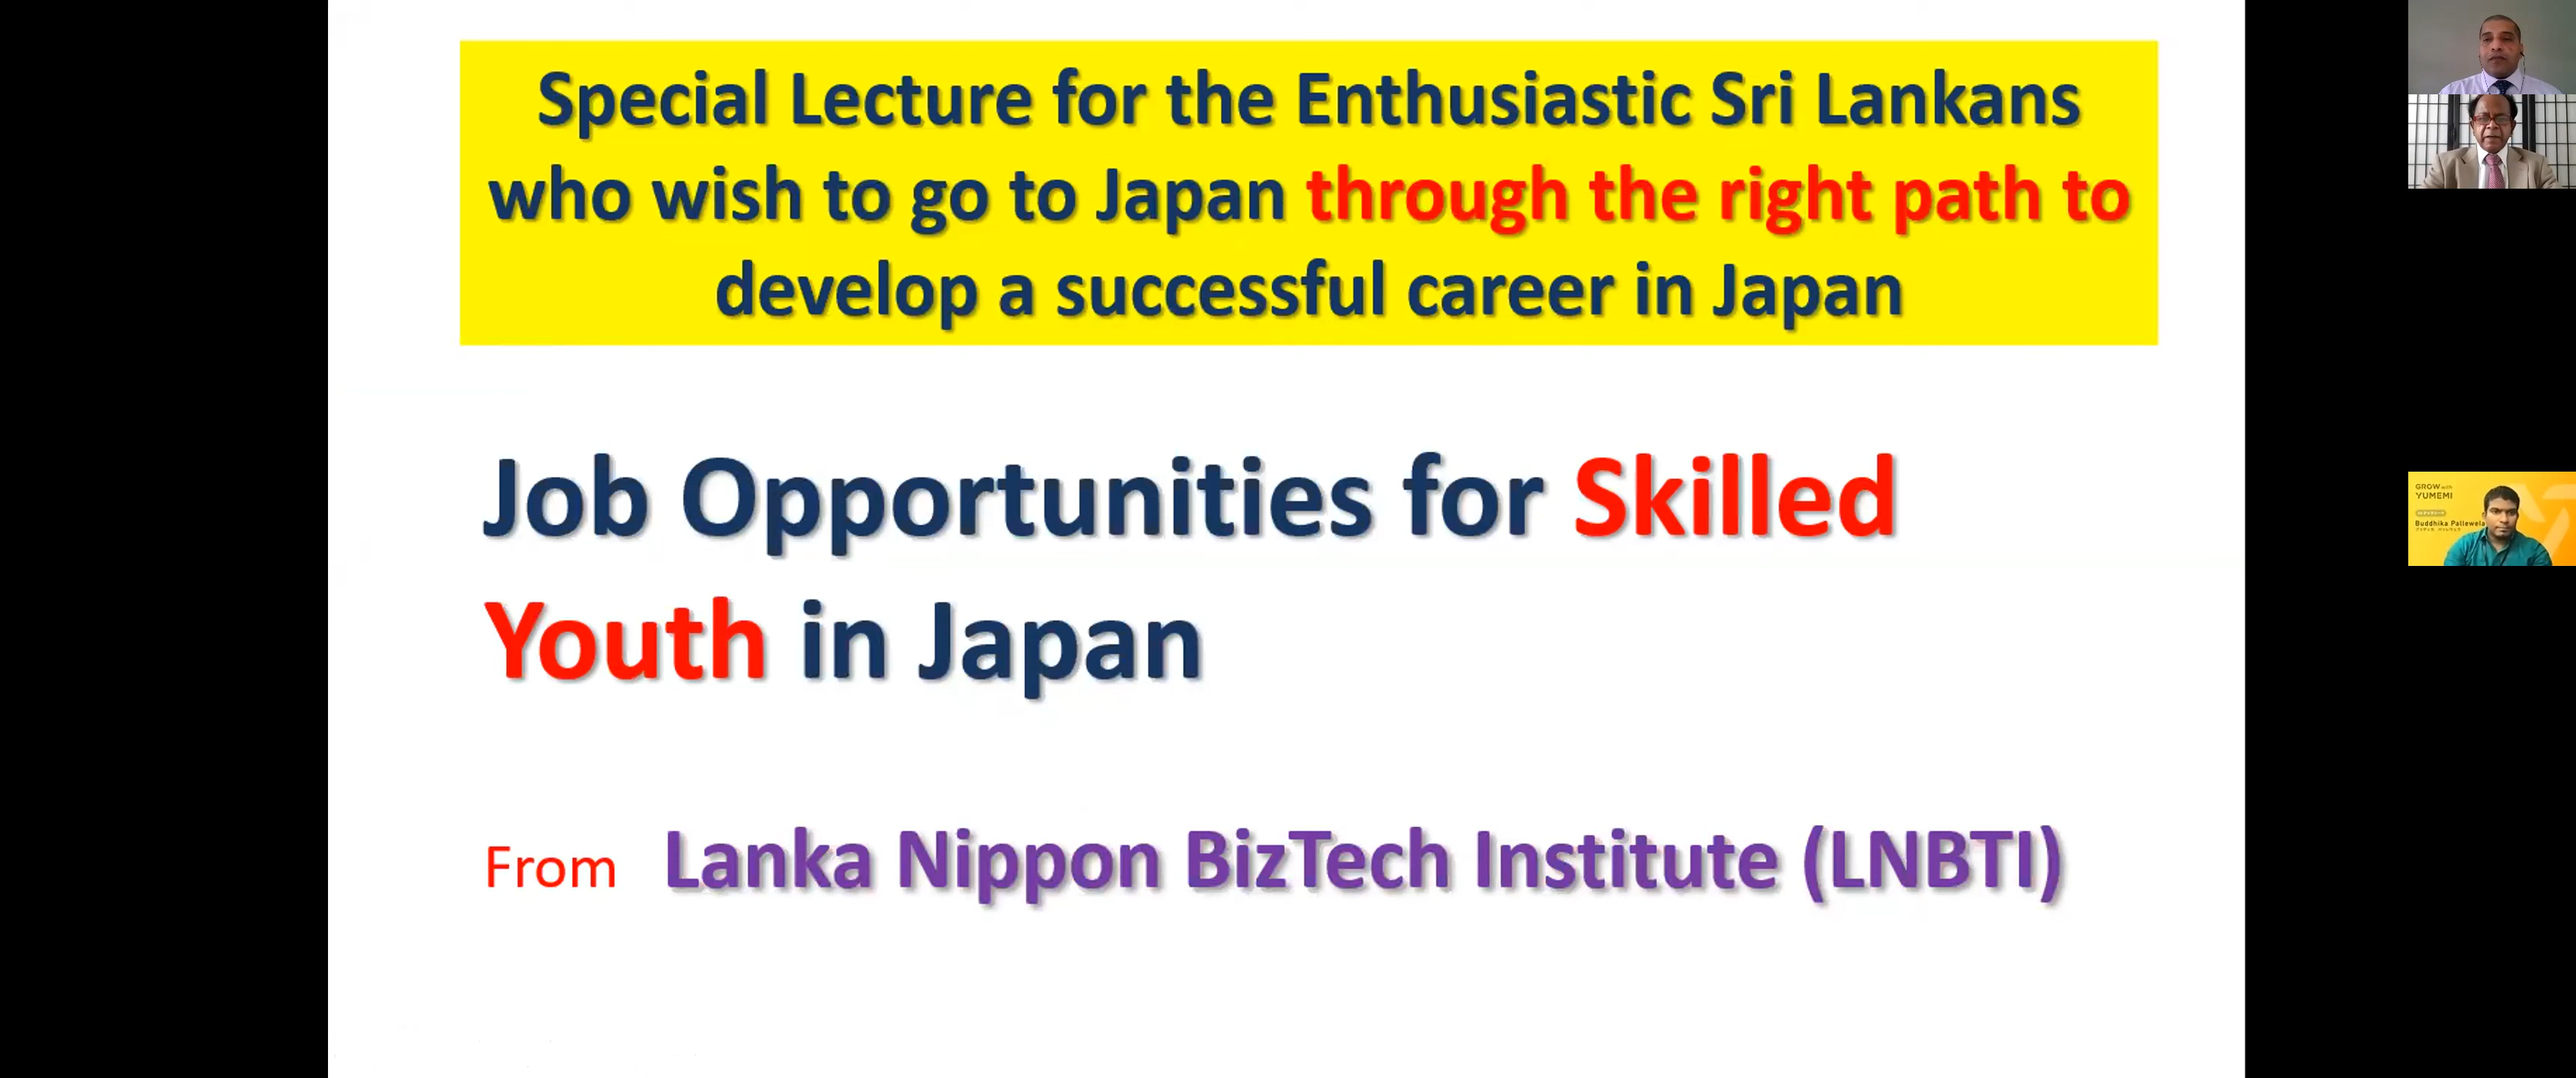 Special Lecture for the Enthusiastic Sri Lankans
who wish to go to Japan through the right path to
develop a successful career in Japan
Job Opportunities for Skilled
Youth in Japan
From Lanka Nippon BizTech Institute (LNBTI)
GROW with
YUMEMI
Buddhika Pallewela